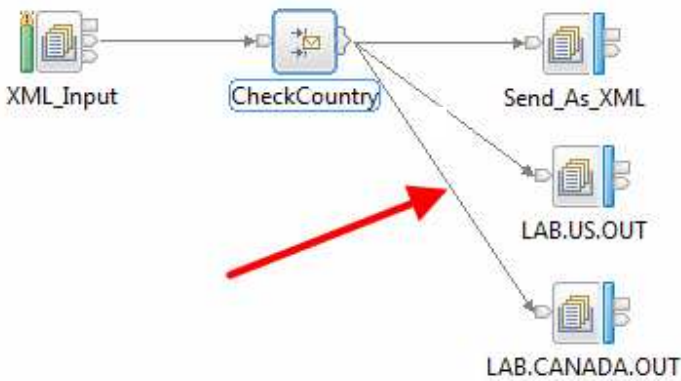 XML_Input
CheckCountry
Send_As_XML
LAB.US.OUT
LAB.CANADA.OUT